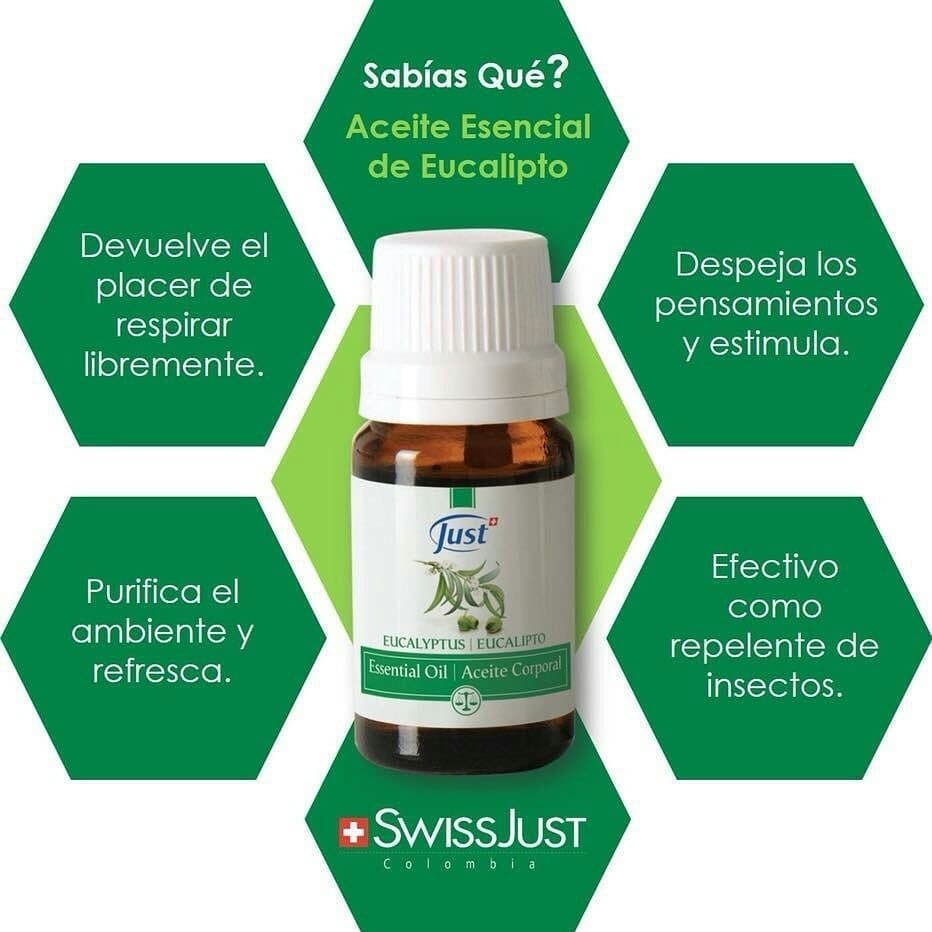 Sabías Qué?
Aceite Esencial
de Eucalipto
Devuelve el
placer de
respirar
libremente.
Despeja los
pensamientos
y estimula.
Just
EUCALYPTUS | EUCALIPTO
Essential Oil | Aceite Corporal
Purifica el
ambiente y
refresca.
Efectivo
como
repelente de
insectos.
SWISSJUST
Colombia